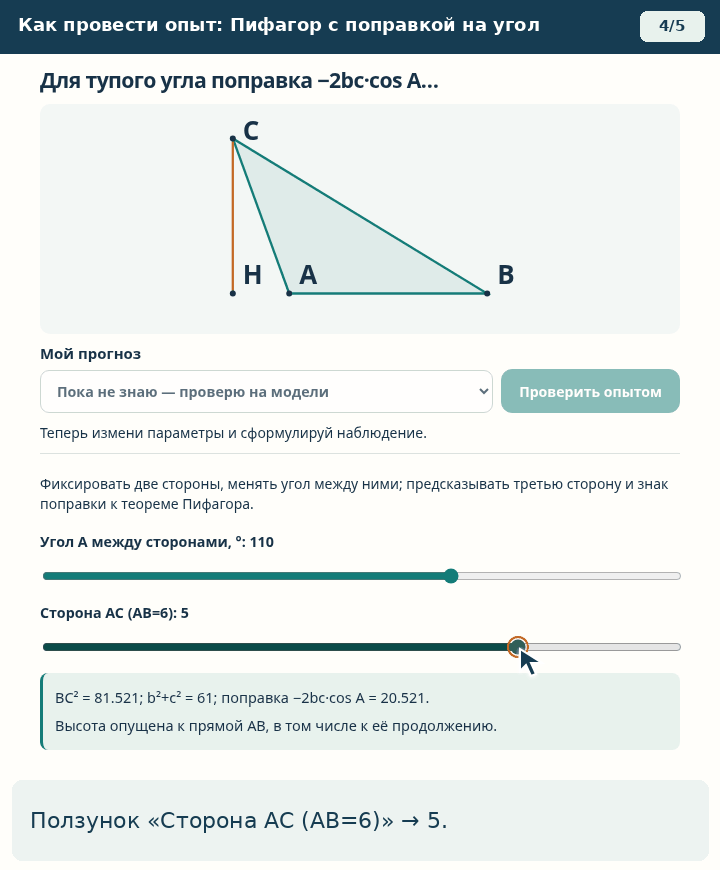 Как провести опыт: Пифагор с поправкой на угол
4/5
Для тупого угла поправка −2bc·cos A…
C
H
A
B
Мой прогноз
Пока не знаю — проверю на модели
Проверить опытом
Теперь измени параметры и сформулируй наблюдение.
Фиксировать две стороны, менять угол между ними; предсказывать третью сторону и знак
поправки к теореме Пифагора.
Угол A между сторонами, °: 110
Сторона AC (AB=6): 5
BC² = 81.521; b²+c² = 61; поправка −2bc·cos A = 20.521.
Высота опущена к прямой AB, в том числе к её продолжению.
Ползунок «Сторона AC (AB=6)» → 5.